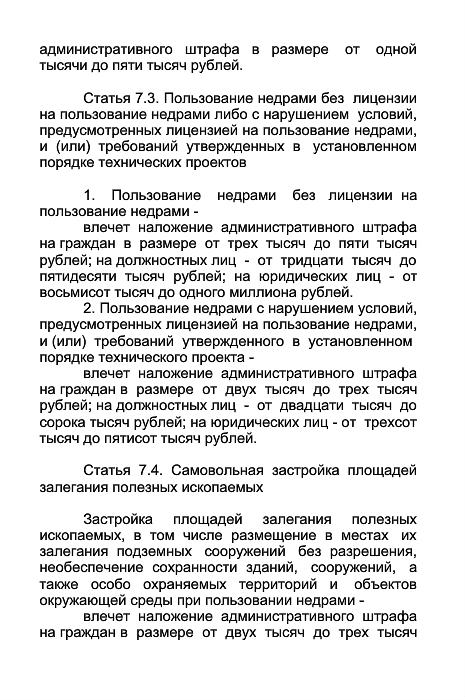 административного штрафа в размере от одной
тысячи до пяти тысяч рублей.
Статья 7.3. Пользование недрами без лицензии
на пользование недрами либо с нарушением условий,
предусмотренных лицензией на пользование недрами,
и (или) требований утвержденных в установленном
порядке технических проектов
1. Пользование недрами без лицензии на
пользование недрами -
влечет наложение административного штрафа
на граждан в размере от трех тысяч до пяти тысяч
рублей; на должностных лиц - от тридцати тысяч до
пятидесяти тысяч рублей; на юридических лиц - от
восьмисот тысяч до одного миллиона рублей.
2. Пользование недрами с нарушением условий,
предусмотренных лицензией на пользование недрами,
и (или) требований утвержденного в установленном
порядке технического проекта -
влечет наложение административного штрафа
на граждан в размере от двух тысяч до трех тысяч
рублей; на должностных лиц - от двадцати тысяч до
сорока тысяч рублей; на юридических лиц - от трехсот
тысяч до пятисот тысяч рублей.
Статья 7.4. Самовольная застройка площадей
залегания полезных ископаемых
Застройка площадей залегания полезных
ископаемых, в том числе размещение в местах их
залегания подземных сооружений без разрешения,
необеспечение сохранности зданий, сооружений, а
также особо охраняемых территорий и объектов
окружающей среды при пользовании недрами -
влечет наложение административного штрафа
на граждан в размере от двух тысяч до трех тысяч